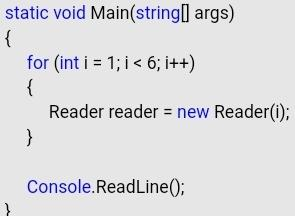 static void Main(string[] args)
{
for (int i = 1; i < 6; i++)
{
Reader reader = new Reader(i);
}
Console.ReadLine();
}